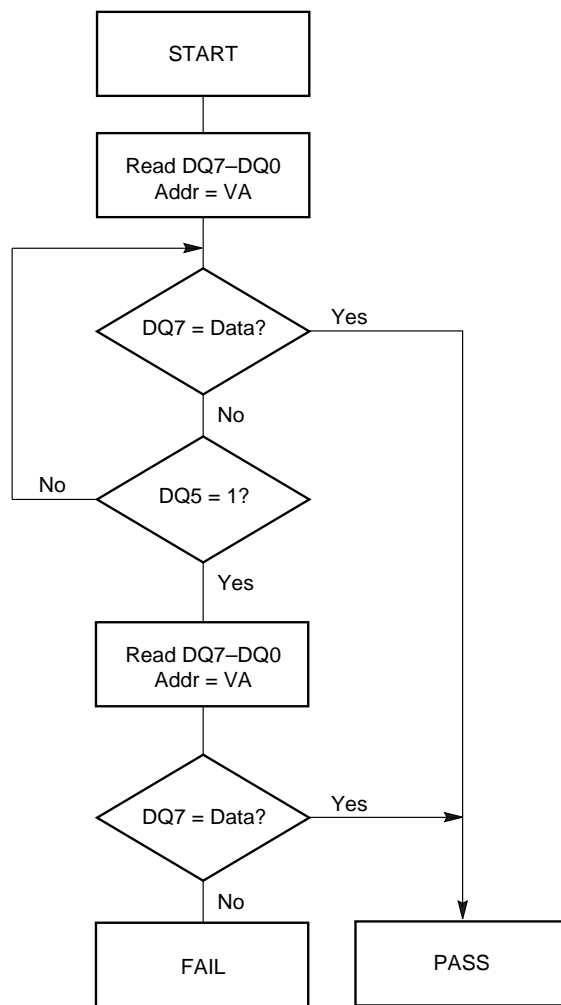 START
Read DQ7–DQ0
Addr = VA
DQ7 = Data?
Yes
No
No
DQ5 = 1?
Yes
Read DQ7–DQ0
Addr = VA
DQ7 = Data?
Yes
No
FAIL
PASS